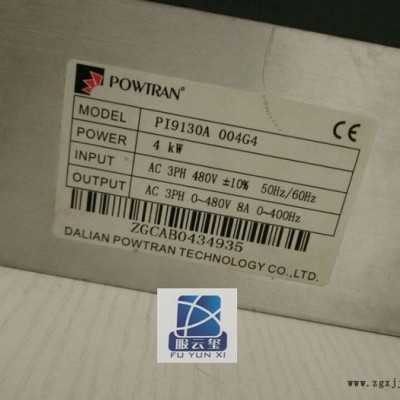 POWTRAN®
CE
MODEL PI9130A 004G4
POWER 4 kW
INPUT AC 3PH 480V ±10% 50Hz/60Hz
OUTPUT AC 3PH 0~480V 8A 0~400Hz
ZGCAB0434935
DALIAN POWTRAN TECHNOLOGY CO.,LTD.
服云玺
FU YUN XI
www.zgxjj